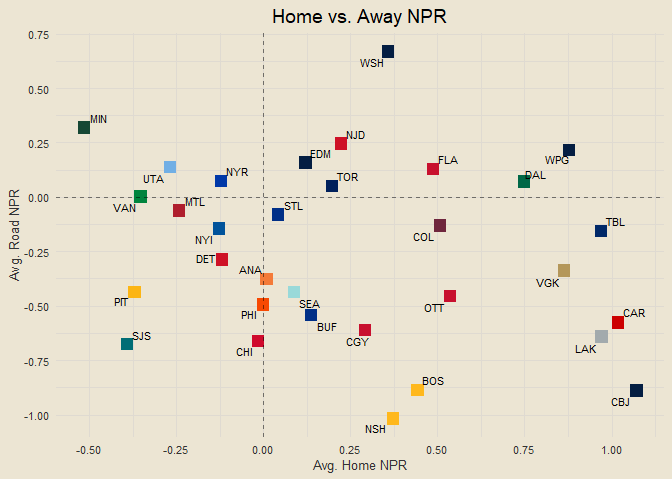 Home vs. Away NPR
0.75
WSH
0.50
MIN
0.25
NJD
EDM
FLA
WPG
UTA
NYR
TOR
DAL
0.00
VAN
MTL
STL
TBL
NYI
COL
-0.25
DET
ANA
VGK
PIT
SEA
OTT
-0.50
PHI
BUF
CAR
SJS
CGY
CHI
LAK
-0.75
BOS
CBJ
-1.00
NSH
-0.50
-0.25
0.00
0.25
0.50
0.75
1.00
Avg. Home NPR
Avg. Road NPR